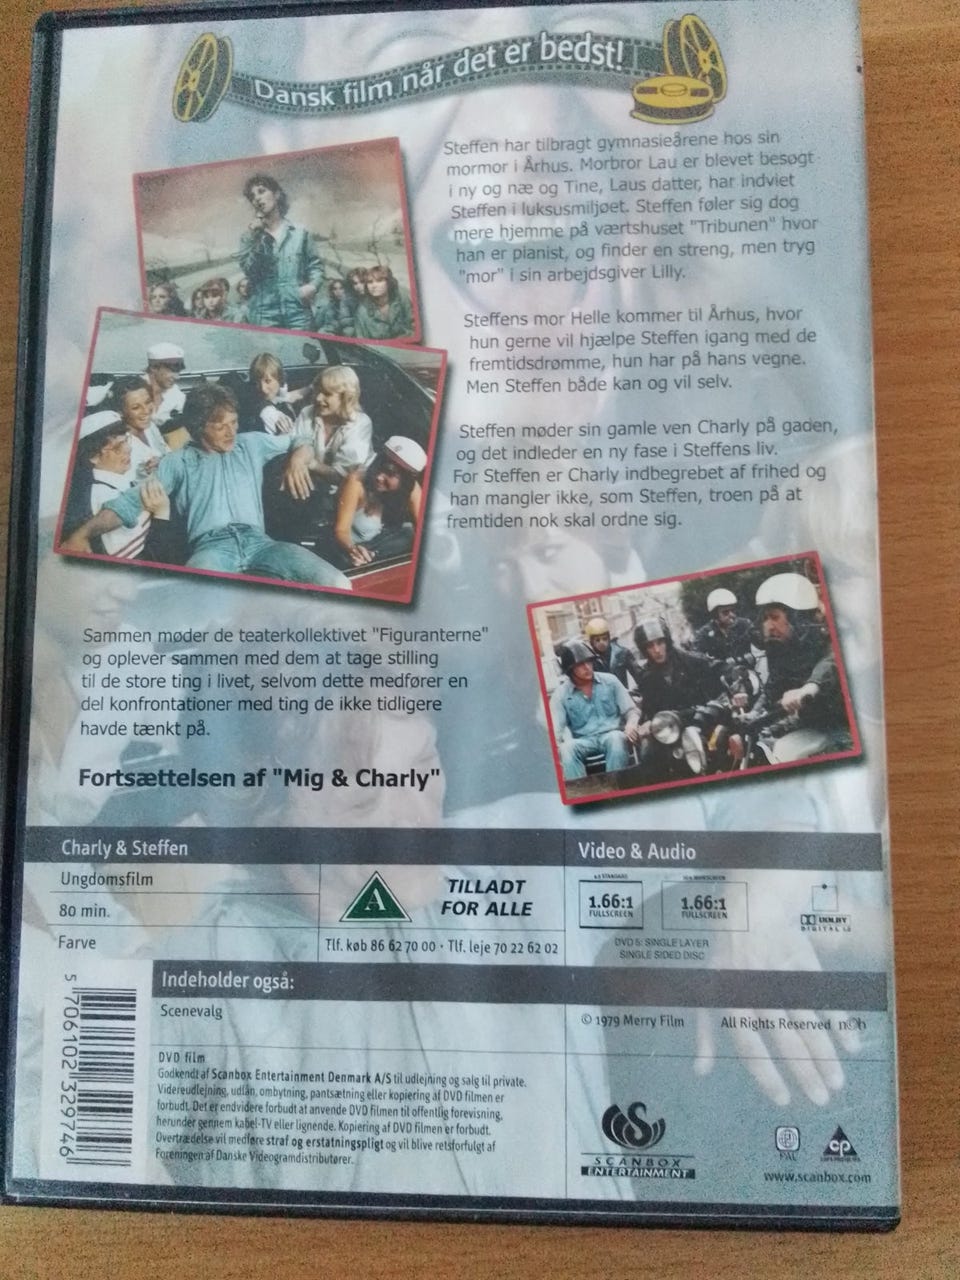 Dansk film når det er bedst!
Steffen har tilbragt gymnasieårene hos sin
mormor i Århus. Morbror Lau er blevet besøgt
i ny og næ og Tine, Laus datter, har indviet
Steffen i luksusmiljøet. Steffen føler sig dog
mere hjemme på værtshuset "Tribunen" hvor
han er pianist, og finder en streng, men tryg
"mor" i sin arbejdsgiver Lilly.
Steffens mor Helle kommer til Århus, hvor
hun gerne vil hjælpe Steffen igang med de
fremtidsdrømme, hun har på hans vegne.
Men Steffen både kan og vil selv.
Steffen møder sin gamle ven Charly på gaden,
og det indleder en ny fase i Steffens liv.
For Steffen er Charly indbegrebet af frihed og
han mangler ikke, som Steffen, troen på at
fremtiden nok skal ordne sig.
Sammen møder de teaterkollektivet "Figuranterne"
og oplever sammen med dem at tage stilling
til de store ting i livet, selvom dette medfører en
del konfrontationer med ting de ikke tidligere
havde tænkt på.
Fortsættelsen af "Mig & Charly"
Charly & Steffen
Ungdomsfilm
80 min.
Farve
A
TILLADT
FOR ALLE
Tlf. køb 86 62 70 00 · Tlf. leje 70 22 62 02
Video & Audio
4:3 STANDARD
1.66:1
FULLSCREEN
1.66:1
FULLSCREEN
DOLBY
DIGITAL
DVD 5: SINGLE LAYER
SINGLE SIDED DISC
Indeholder også:
Scenevalg
© 1979 Merry Film
All Rights Reserved
DVD film
Godkendt af Scanbox Entertainment Denmark A/S til udlejning og salg til private.
Videreudlejning, udlån, ombytning, pantsætning eller kopiering af DVD filmen er
forbudt. Det er endvidere forbudt at anvende DVD filmen til offentlig forevisning,
herunder gennem kabel-TV eller lignende. Kopiering af DVD filmen er forbudt.
Overtrædelse vil medføre straf og erstatningspligt og vil blive retsforfulgt af
Foreningen af Danske Videogramdistributører.
5 706102 329746
SCANBOX
ENTERTAINMENT
PAL
CP
www.scanbox.com